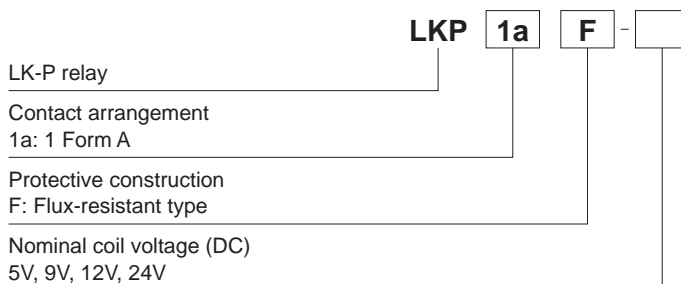 LKP 1a F -
LK-P relay
Contact arrangement
1a: 1 Form A
Protective construction
F: Flux-resistant type
Nominal coil voltage (DC)
5V, 9V, 12V, 24V